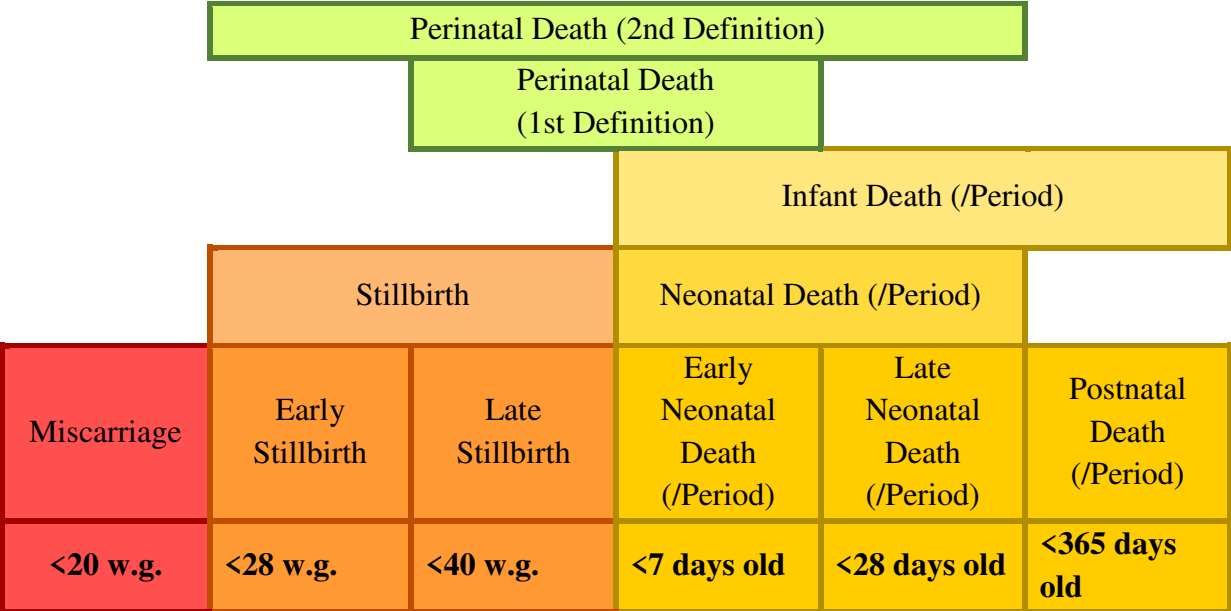 Perinatal Death (2nd Definition)
Perinatal Death
(1st Definition)
Infant Death (/Period)
Stillbirth
Neonatal Death (/Period)
Miscarriage
Early
Stillbirth
Late
Stillbirth
Early
Neonatal
Death
(/Period)
Late
Neonatal
Death
(/Period)
Postnatal
Death
(/Period)
<20 w.g.
<28 w.g.
<40 w.g.
<7 days old
<28 days old
<365 days
old